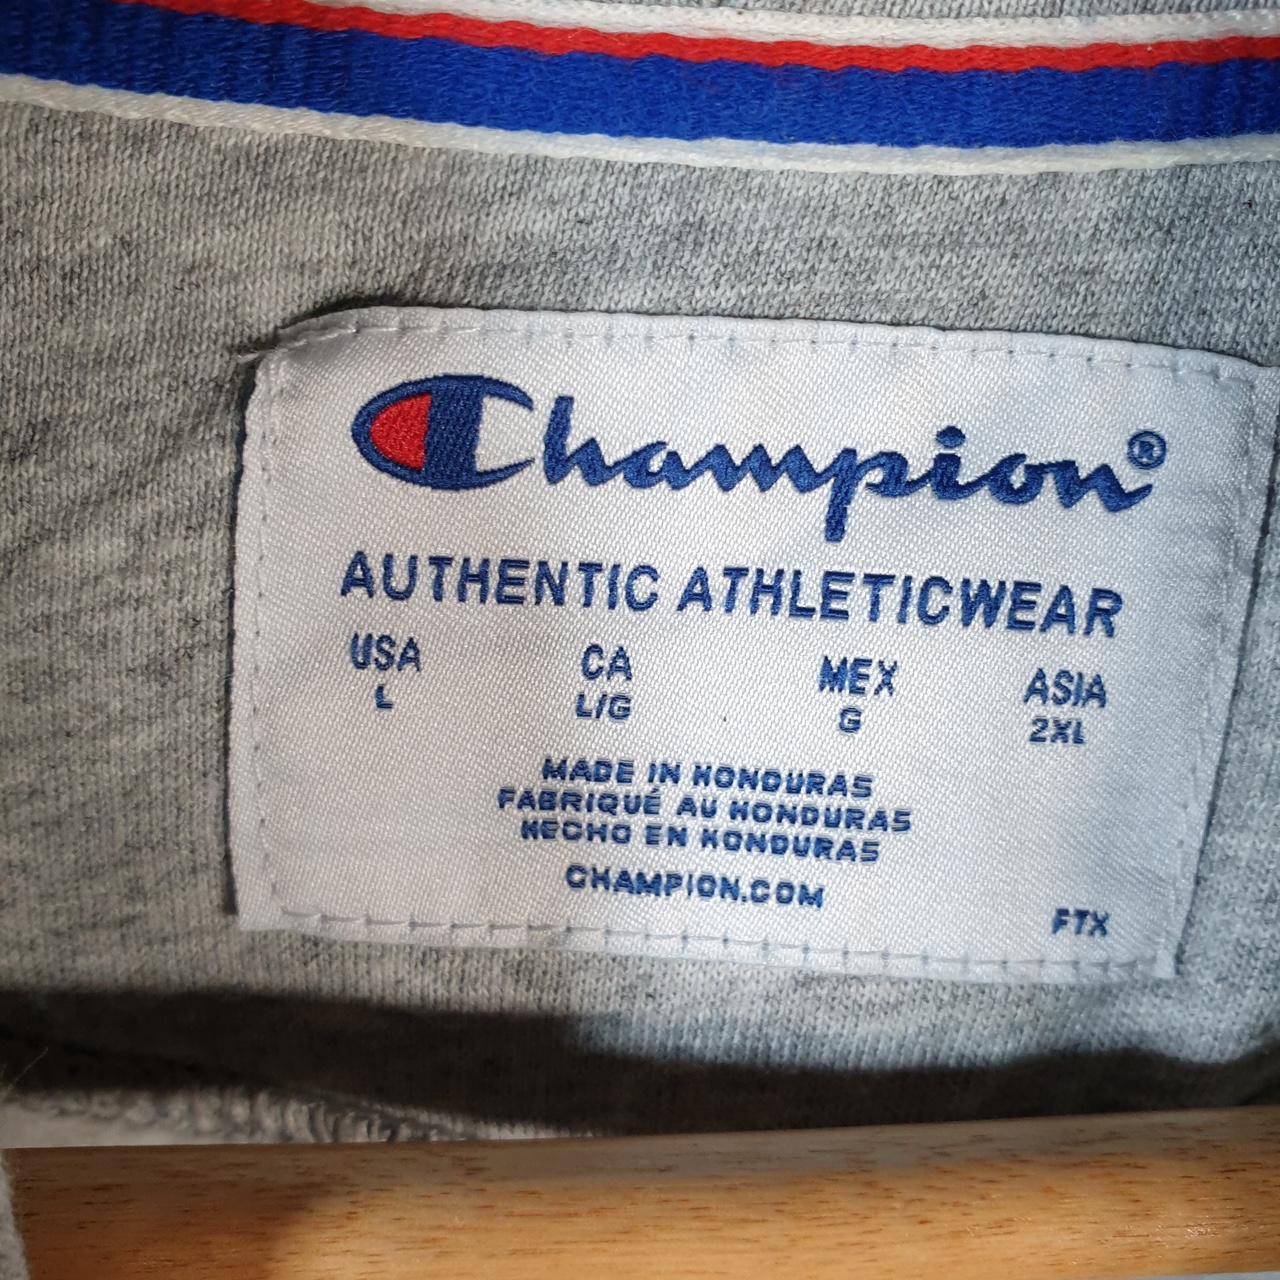 Champion®
AUTHENTIC ATHLETICWEAR
USA CA MEX ASIA
L L/G G 2XL
MADE IN HONDURAS
FABRIQUÉ AU HONDURAS
HECHO EN HONDURAS
CHAMPION.COM
FTX